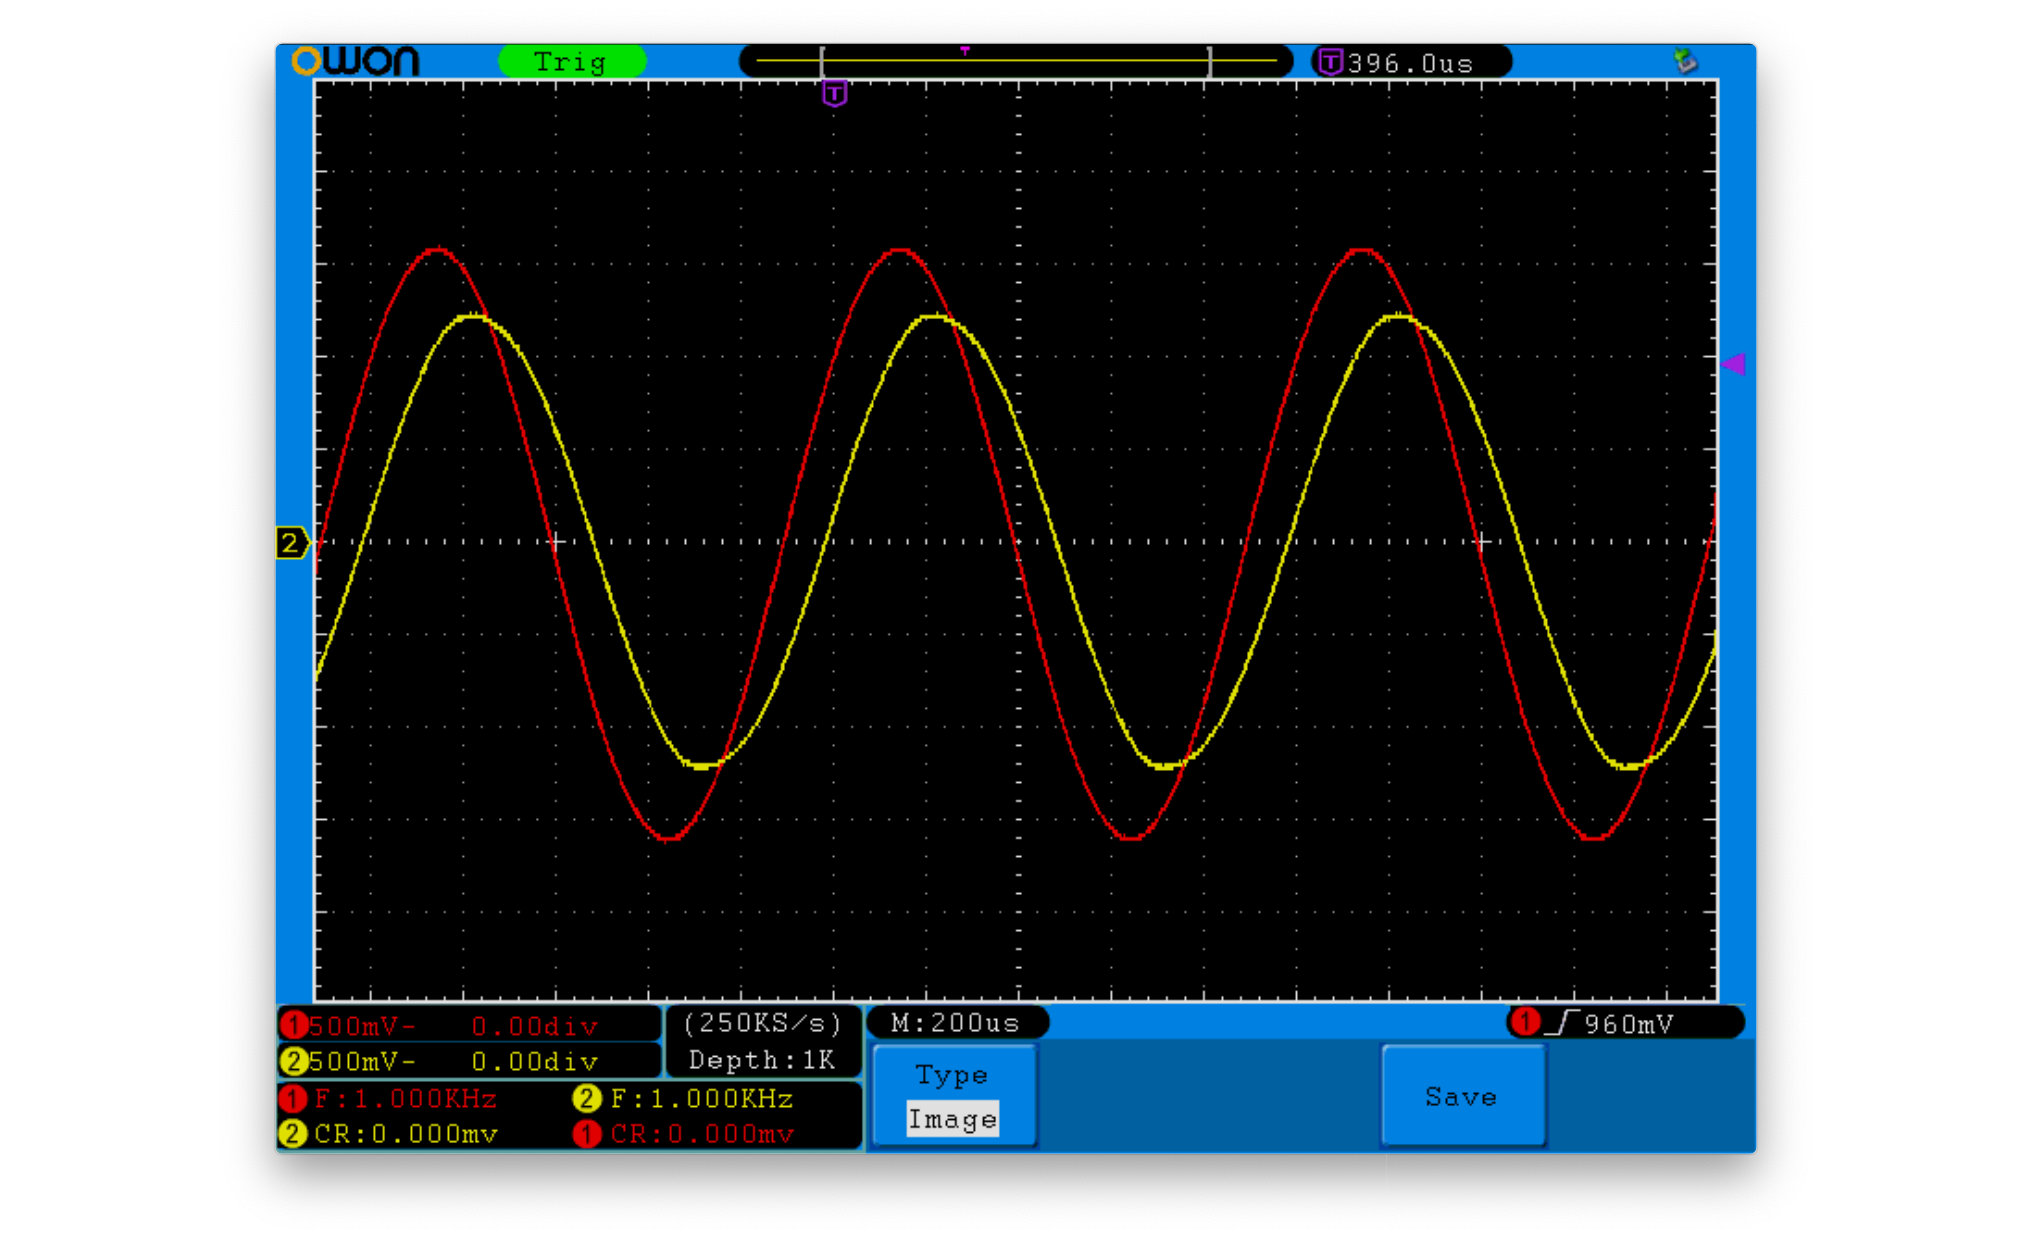 owon Trig T 396.0us
T
2
1 500mV- 0.00div (250KS/s) M:200us 1 960mV
2 500mV- 0.00div Depth:1K
Type
Image
Save
1 F:1.000KHz 2 F:1.000KHz
2 CR:0.000mv 1 CR:0.000mv